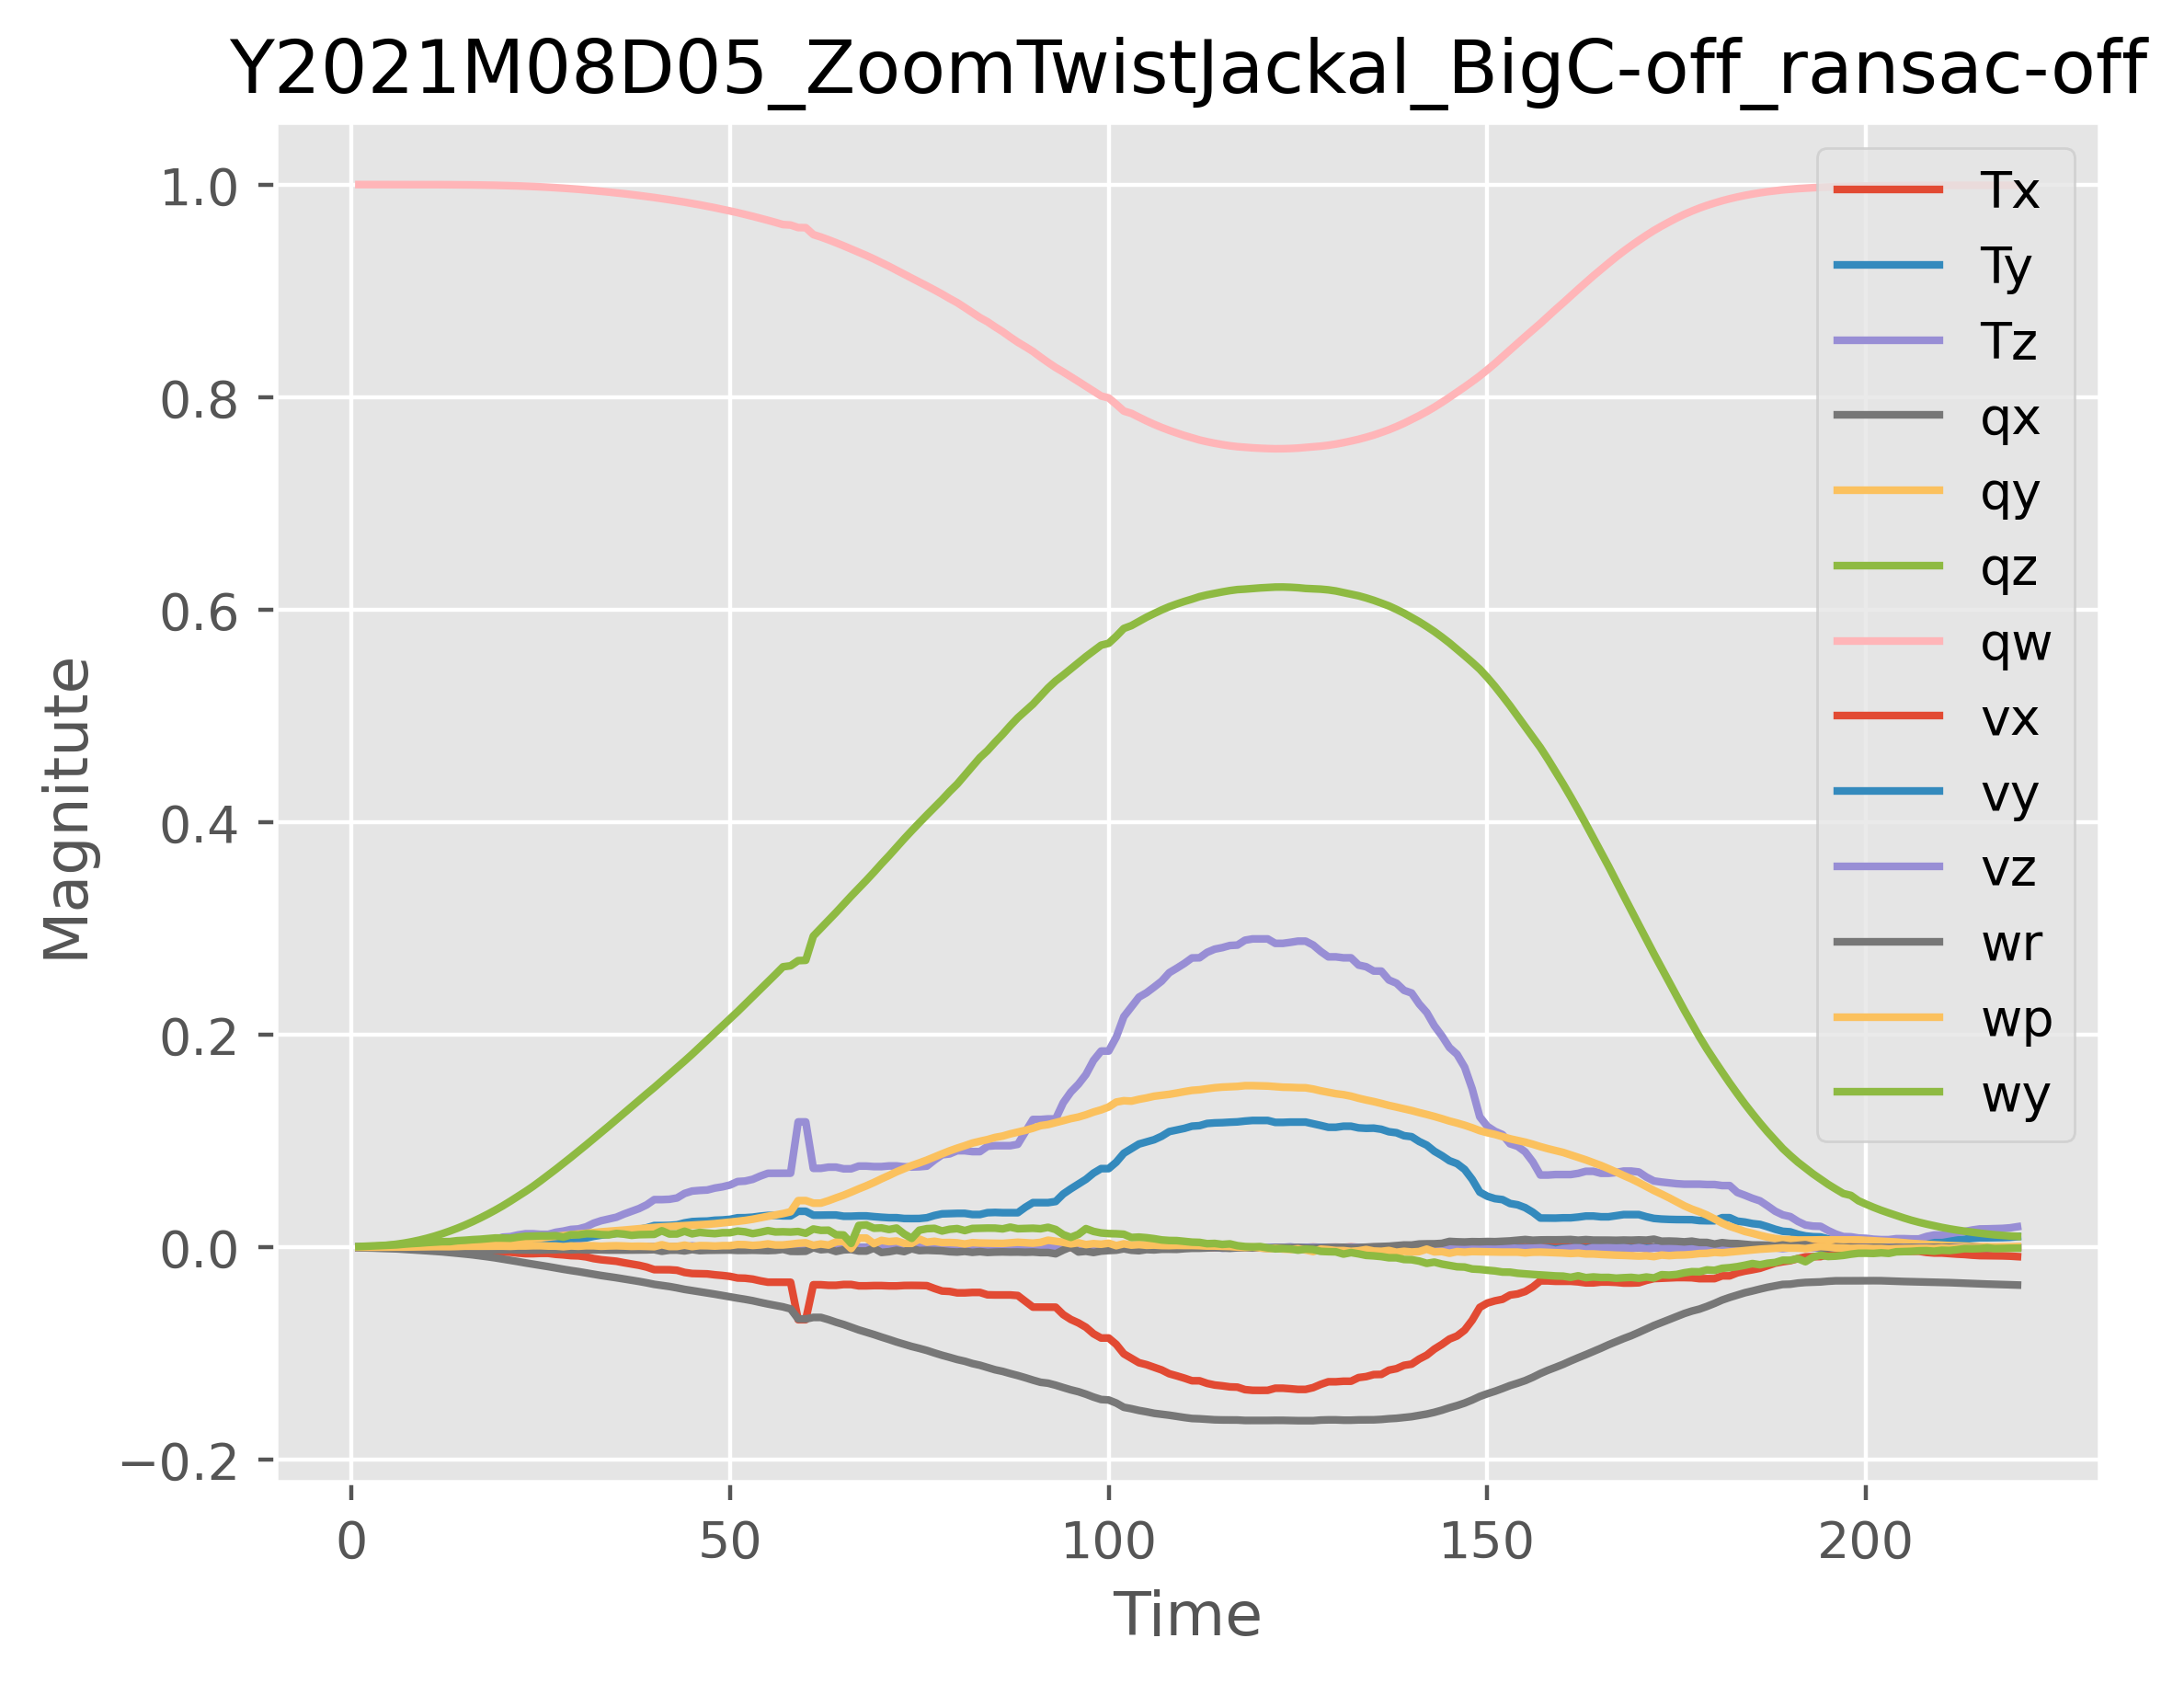 Y2021M08D05_ZoomTwistJackal_BigC-off_ransac-off
1.0
0.8
0.6
0.4
0.2
0.0
−0.2
Magnitute
0
50
100
150
200
Time
Tx
Ty
Tz
qx
qy
qz
qw
vx
vy
vz
wr
wp
wy